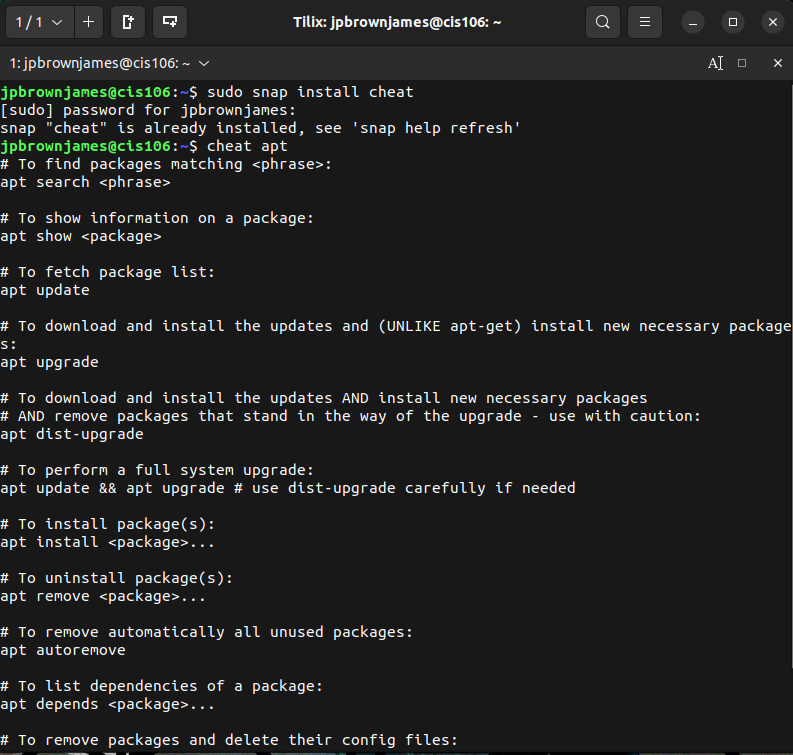 1 / 1
Tilix: jpbrownjames@cis106: ~
1: jpbrownjames@cis106: ~
jpbrownjames@cis106:~$ sudo snap install cheat
[sudo] password for jpbrownjames:
snap "cheat" is already installed, see 'snap help refresh'
jpbrownjames@cis106:~$ cheat apt
# To find packages matching <phrase>:
apt search <phrase>

# To show information on a package:
apt show <package>

# To fetch package list:
apt update

# To download and install the updates and (UNLIKE apt-get) install new necessary package
s:
apt upgrade

# To download and install the updates AND install new necessary packages
# AND remove packages that stand in the way of the upgrade - use with caution:
apt dist-upgrade

# To perform a full system upgrade:
apt update && apt upgrade # use dist-upgrade carefully if needed

# To install package(s):
apt install <package>...

# To uninstall package(s):
apt remove <package>...

# To remove automatically all unused packages:
apt autoremove

# To list dependencies of a package:
apt depends <package>...

# To remove packages and delete their config files: